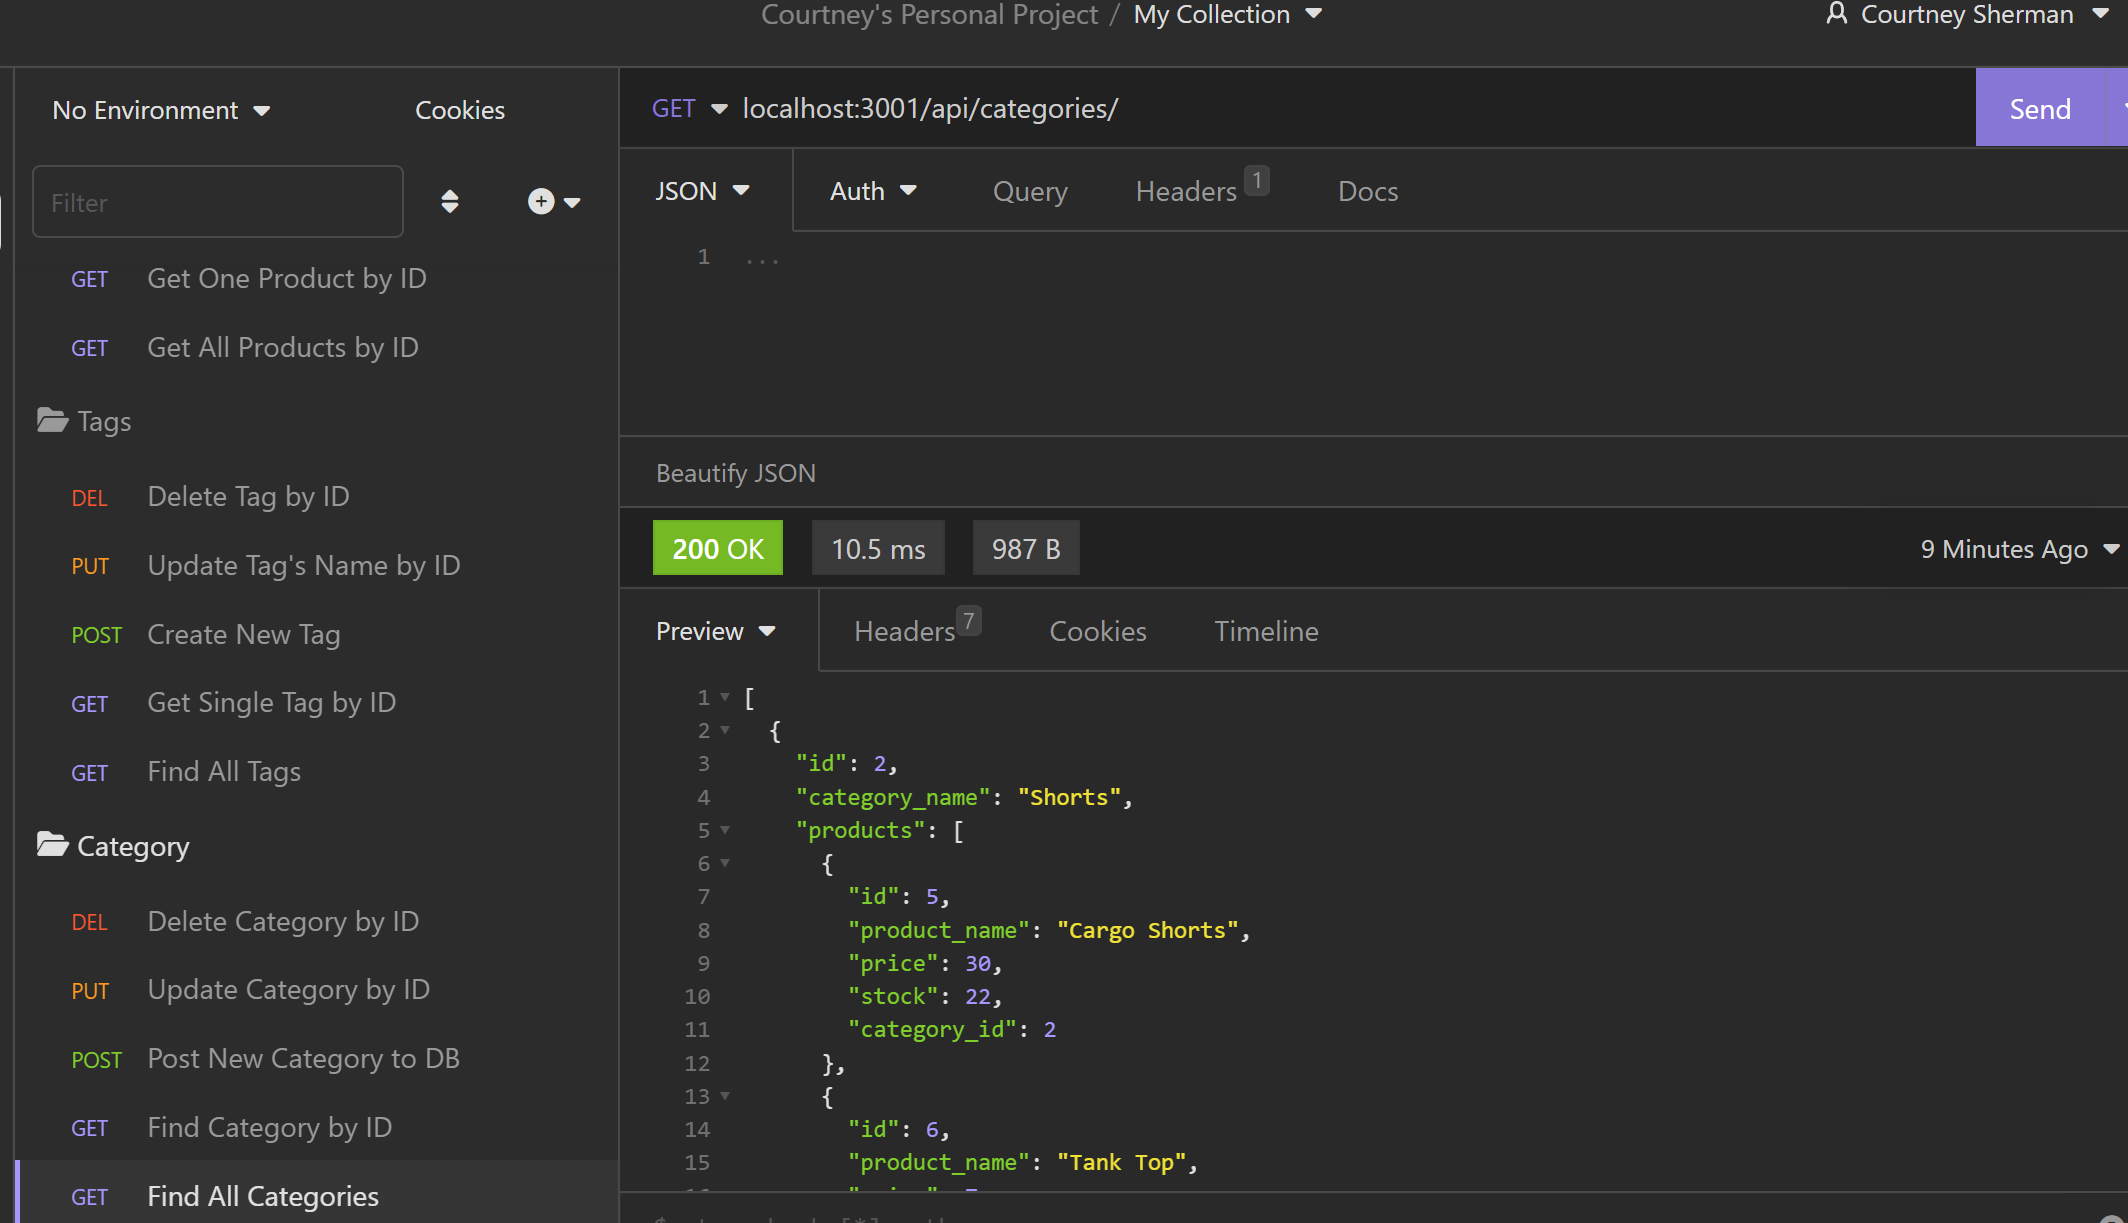 Courtney's Personal Project / My Collection
Courtney Sherman
No Environment
Cookies
Filter
GET Get One Product by ID
GET Get All Products by ID
Tags
DEL Delete Tag by ID
PUT Update Tag's Name by ID
POST Create New Tag
GET Get Single Tag by ID
GET Find All Tags
Category
DEL Delete Category by ID
PUT Update Category by ID
POST Post New Category to DB
GET Find Category by ID
GET Find All Categories
GET localhost:3001/api/categories/
Send
JSON Auth Query Headers 1 Docs
1 ...
Beautify JSON
200 OK 10.5 ms 987 B
9 Minutes Ago
Preview Headers 7 Cookies Timeline
1 [
2 {
3 "id": 2,
4 "category_name": "Shorts",
5 "products": [
6 {
7 "id": 5,
8 "product_name": "Cargo Shorts",
9 "price": 30,
10 "stock": 22,
11 "category_id": 2
12 },
13 {
14 "id": 6,
15 "product_name": "Tank Top",